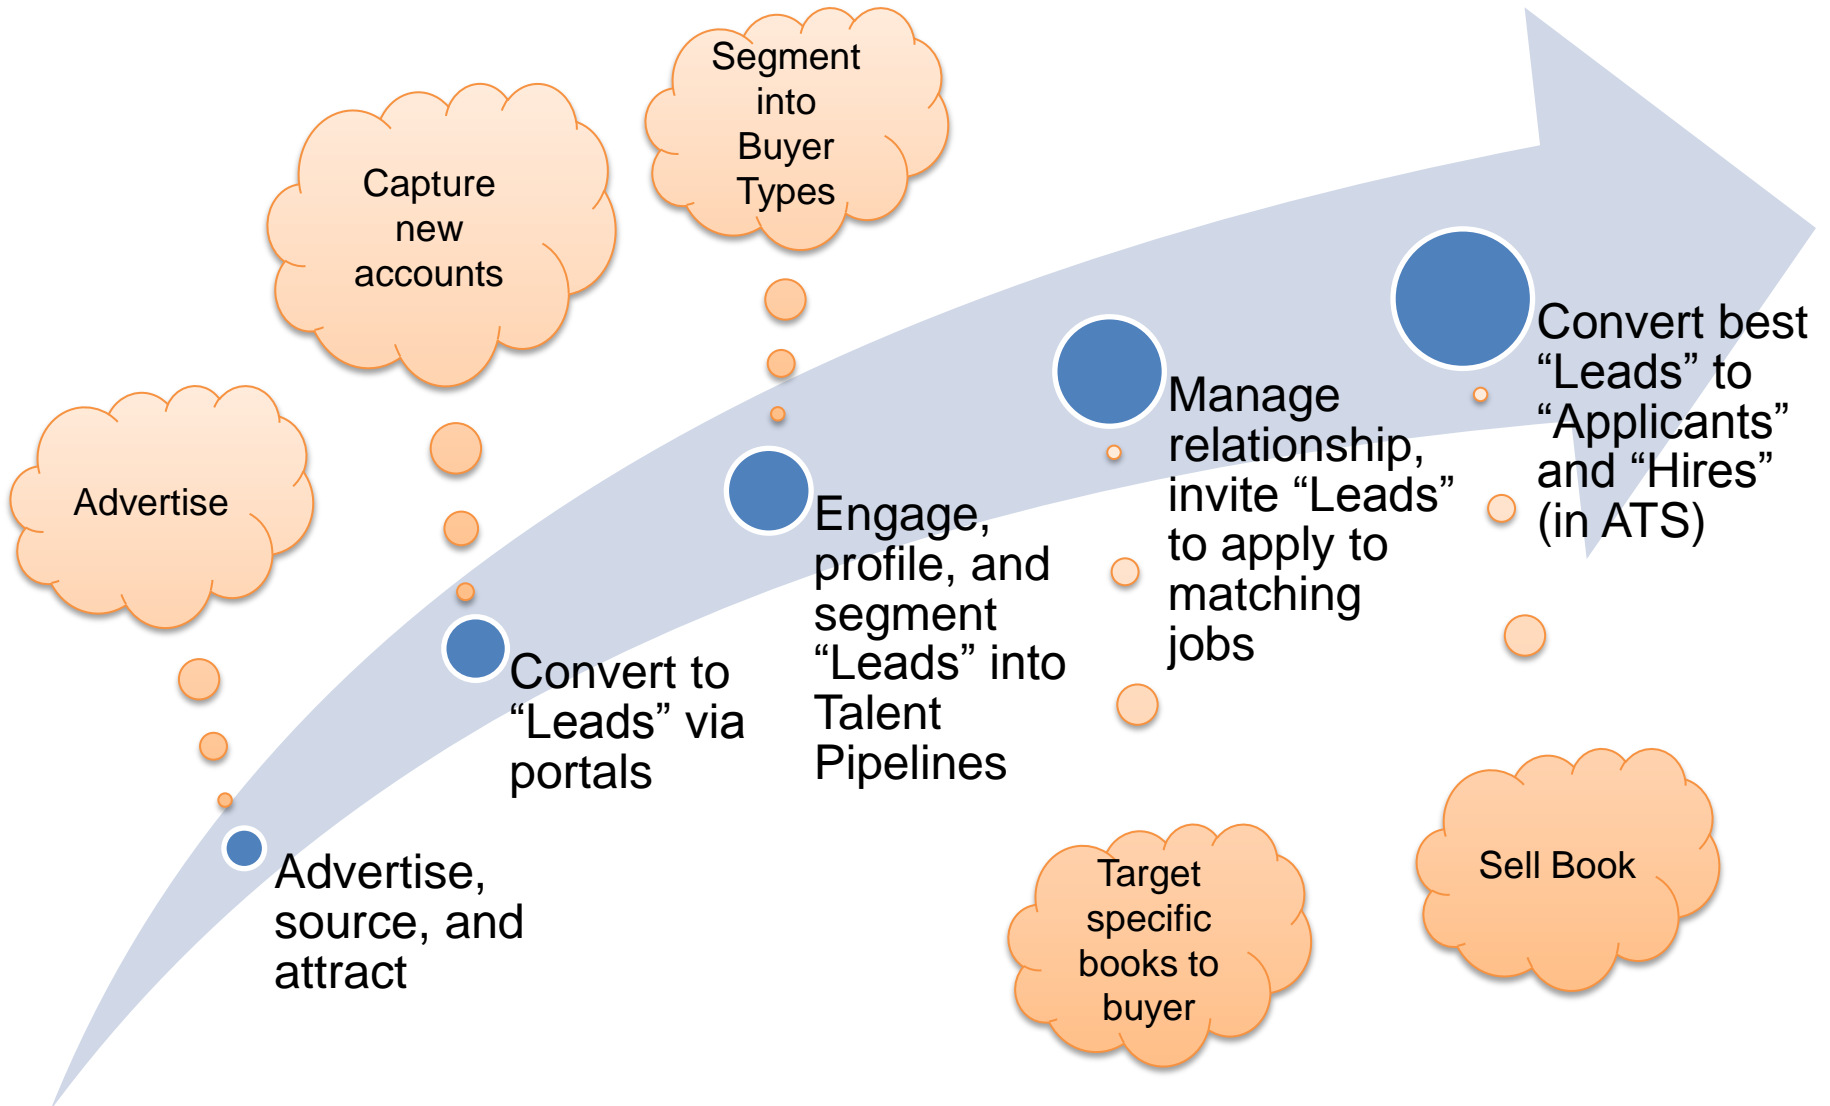 Segment
into
Buyer
Types
Capture
new
accounts
Advertise
Convert best
“Leads” to
“Applicants”
and “Hires”
(in ATS)
Manage
relationship,
invite “Leads”
to apply to
matching
jobs
Engage,
profile, and
segment
“Leads” into
Talent
Pipelines
Convert to
“Leads” via
portals
Advertise,
source, and
attract
Target
specific
books to
buyer
Sell Book